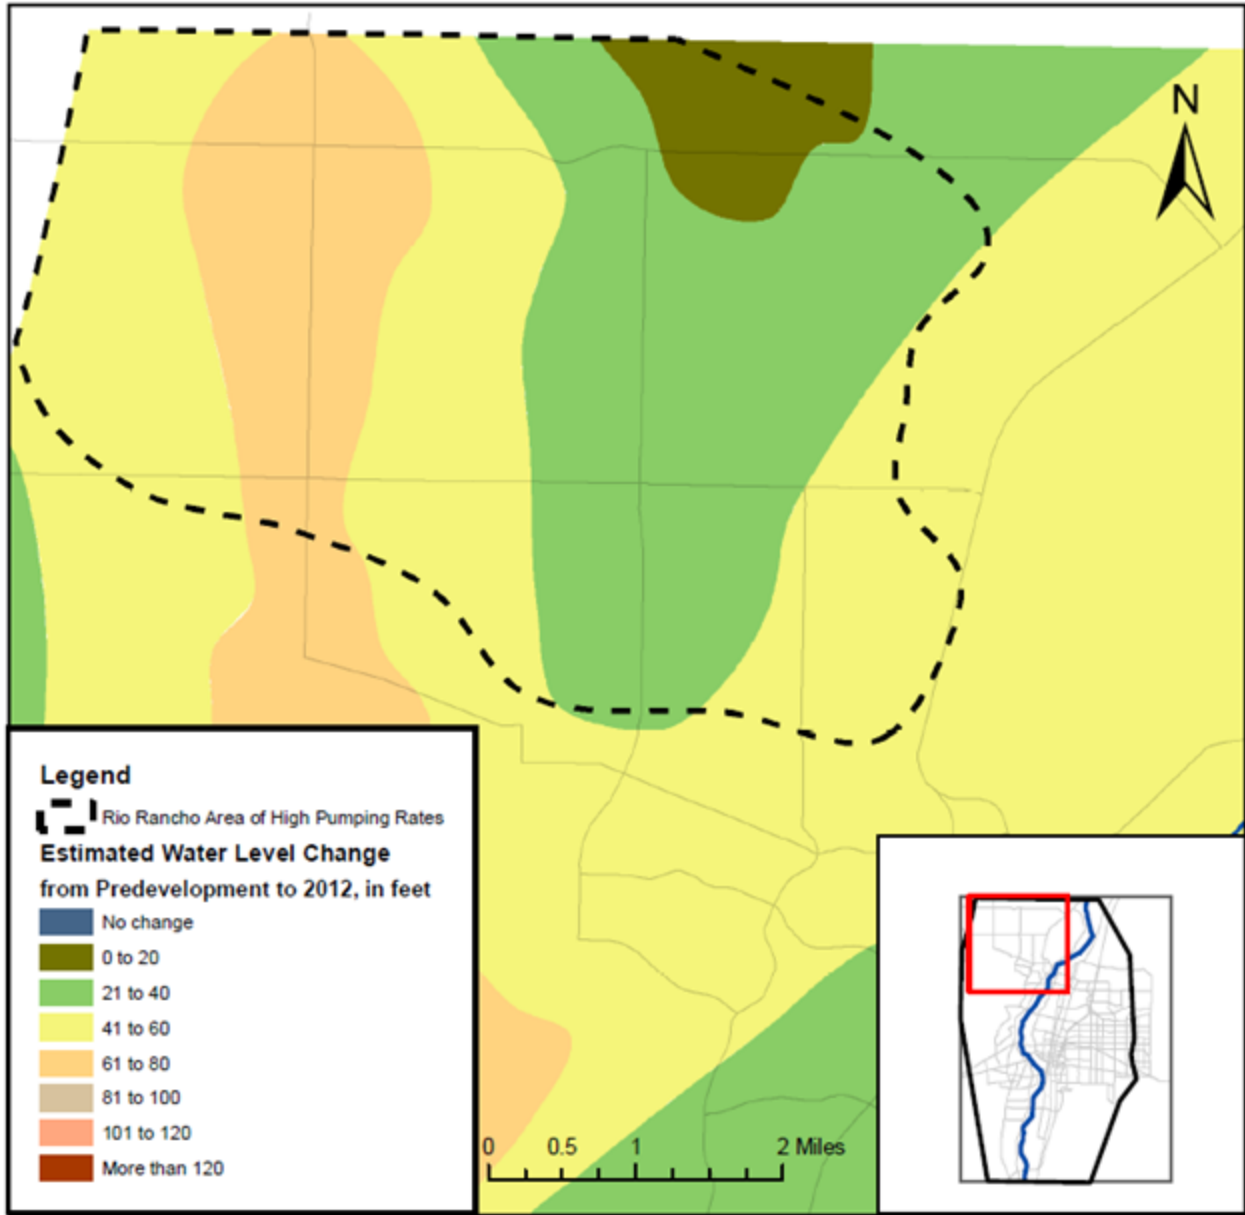 N
Legend
Rio Rancho Area of High Pumping Rates
Estimated Water Level Change
from Predevelopment to 2012, in feet
No change
0 to 20
21 to 40
41 to 60
61 to 80
81 to 100
101 to 120
More than 120
0 0.5 1 2 Miles